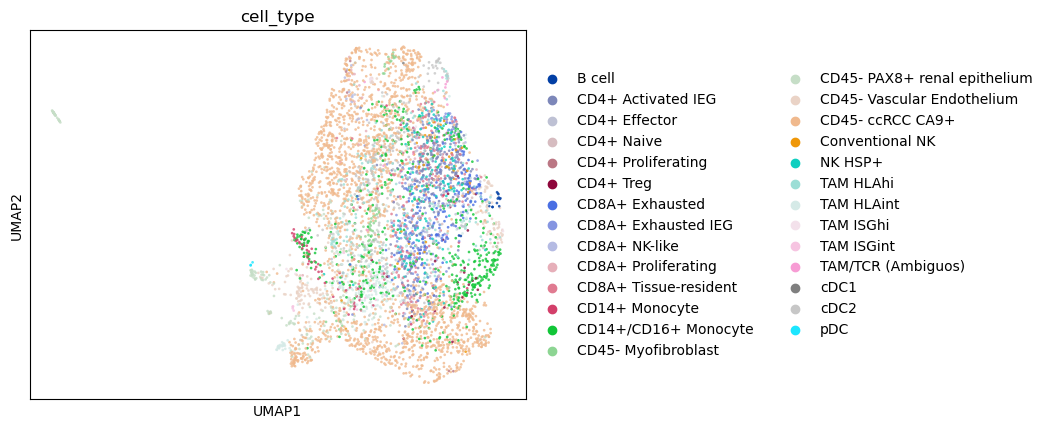 cell_type
UMAP2
UMAP1
B cell
CD4+ Activated IEG
CD4+ Effector
CD4+ Naive
CD4+ Proliferating
CD4+ Treg
CD8A+ Exhausted
CD8A+ Exhausted IEG
CD8A+ NK-like
CD8A+ Proliferating
CD8A+ Tissue-resident
CD14+ Monocyte
CD14+/CD16+ Monocyte
CD45- Myofibroblast
CD45- PAX8+ renal epithelium
CD45- Vascular Endothelium
CD45- ccRCC CA9+
Conventional NK
NK HSP+
TAM HLAhi
TAM HLAint
TAM ISGhi
TAM ISGint
TAM/TCR (Ambiguos)
cDC1
cDC2
pDC